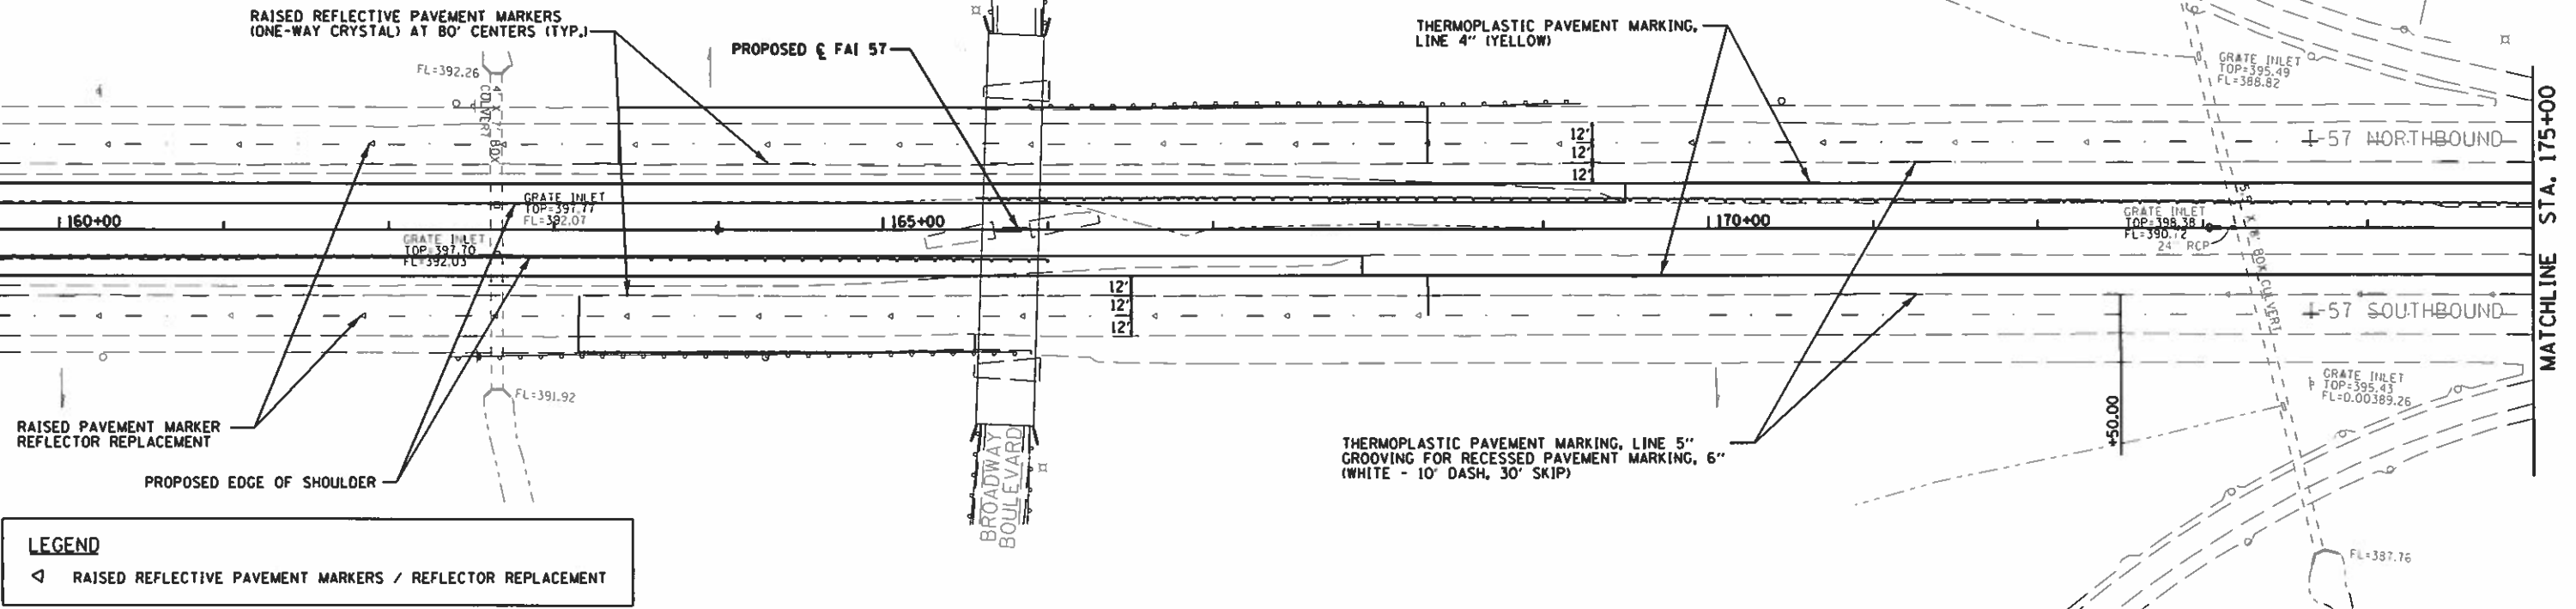 RAISED REFLECTIVE PAVEMENT MARKERS
(ONE-WAY CRYSTAL) AT 80' CENTERS (TYP.)
PROPOSED ℄ FAI 57
THERMOPLASTIC PAVEMENT MARKING,
LINE 4" (YELLOW)
FL=392.26
4' X 7' BOX
CULVERT
GRATE INLET
TOP=395.49
FL=388.82
12'
12'
12'
I-57 NORTHBOUND
MATCHLINE STA. 175+00
GRATE INLET
TOP=397.77
FL=392.07
160+00
165+00
170+00
GRATE INLET
TOP=398.38
FL=390.72
24" RCP
GRATE INLET
TOP=397.70
FL=392.03
BOX CULVERT
12'
12'
12'
I-57 SOUTHBOUND
GRATE INLET
TOP=395.43
FL=0.00389.26
FL=391.92
+50.00
RAISED PAVEMENT MARKER
REFLECTOR REPLACEMENT
PROPOSED EDGE OF SHOULDER
BROADWAY
BOULEVARD
THERMOPLASTIC PAVEMENT MARKING, LINE 5"
GROOVING FOR RECESSED PAVEMENT MARKING, 6"
(WHITE - 10' DASH, 30' SKIP)
LEGEND
RAISED REFLECTIVE PAVEMENT MARKERS / REFLECTOR REPLACEMENT
FL=387.76